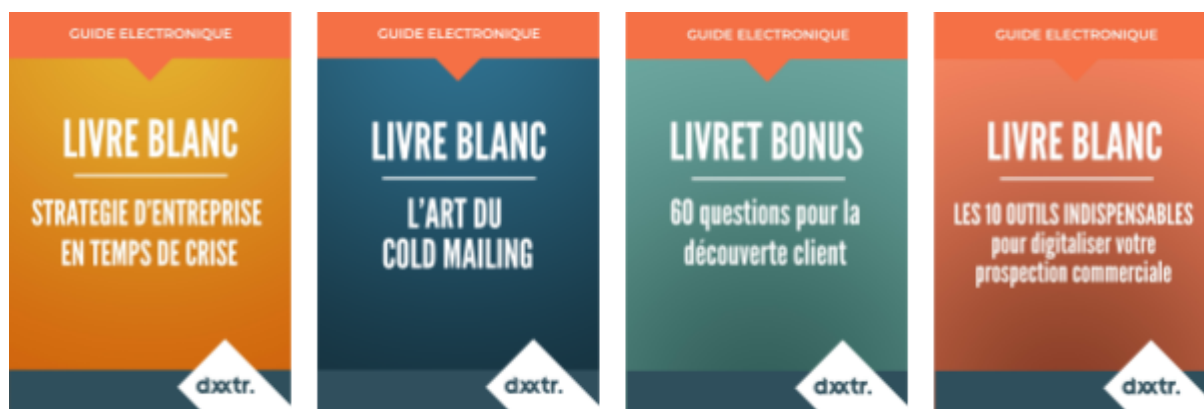 GUIDE ELECTRONIQUE
LIVRE BLANC
STRATEGIE D'ENTREPRISE
EN TEMPS DE CRISE
dxxtr.
GUIDE ELECTRONIQUE
LIVRE BLANC
L'ART DU
COLD MAILING
dxxtr.
GUIDE ELECTRONIQUE
LIVRET BONUS
60 questions pour la
découverte client
dxxtr.
GUIDE ELECTRONIQUE
LIVRE BLANC
LES 10 OUTILS INDISPENSABLES
pour digitaliser votre
prospection commerciale
dxxtr.